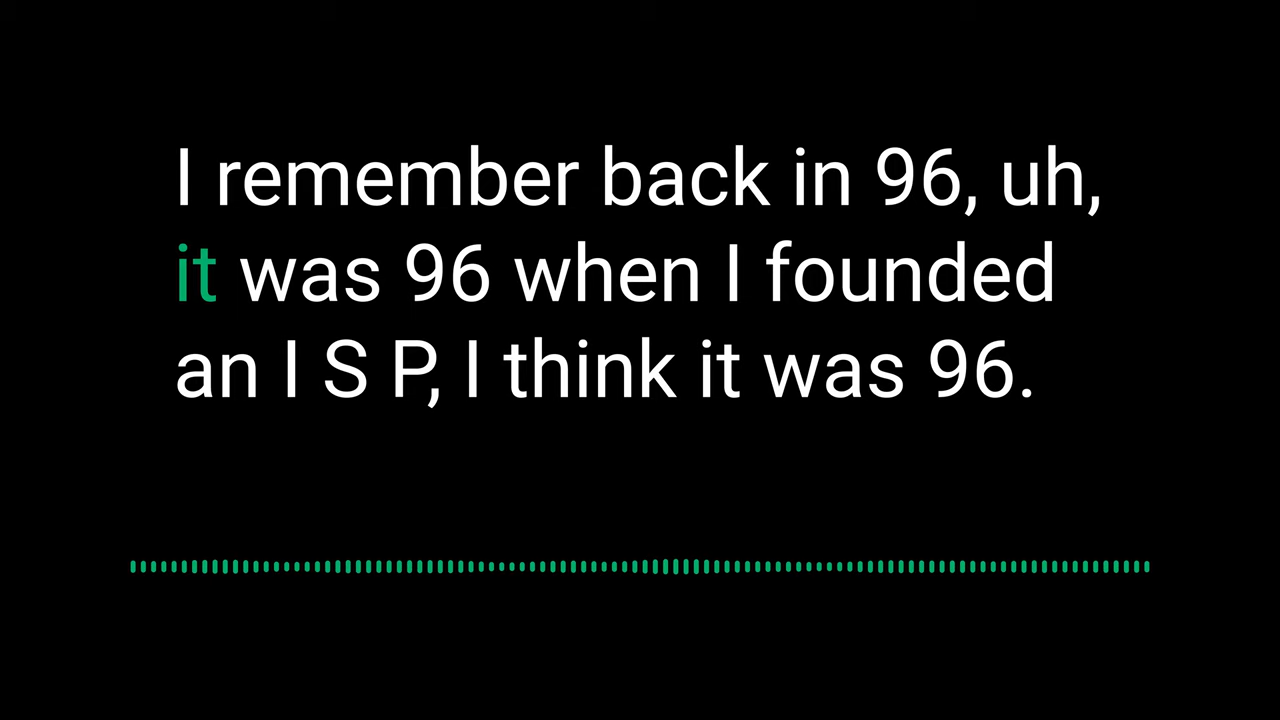 I remember back in 96, uh,
it was 96 when I founded
an I S P, I think it was 96.